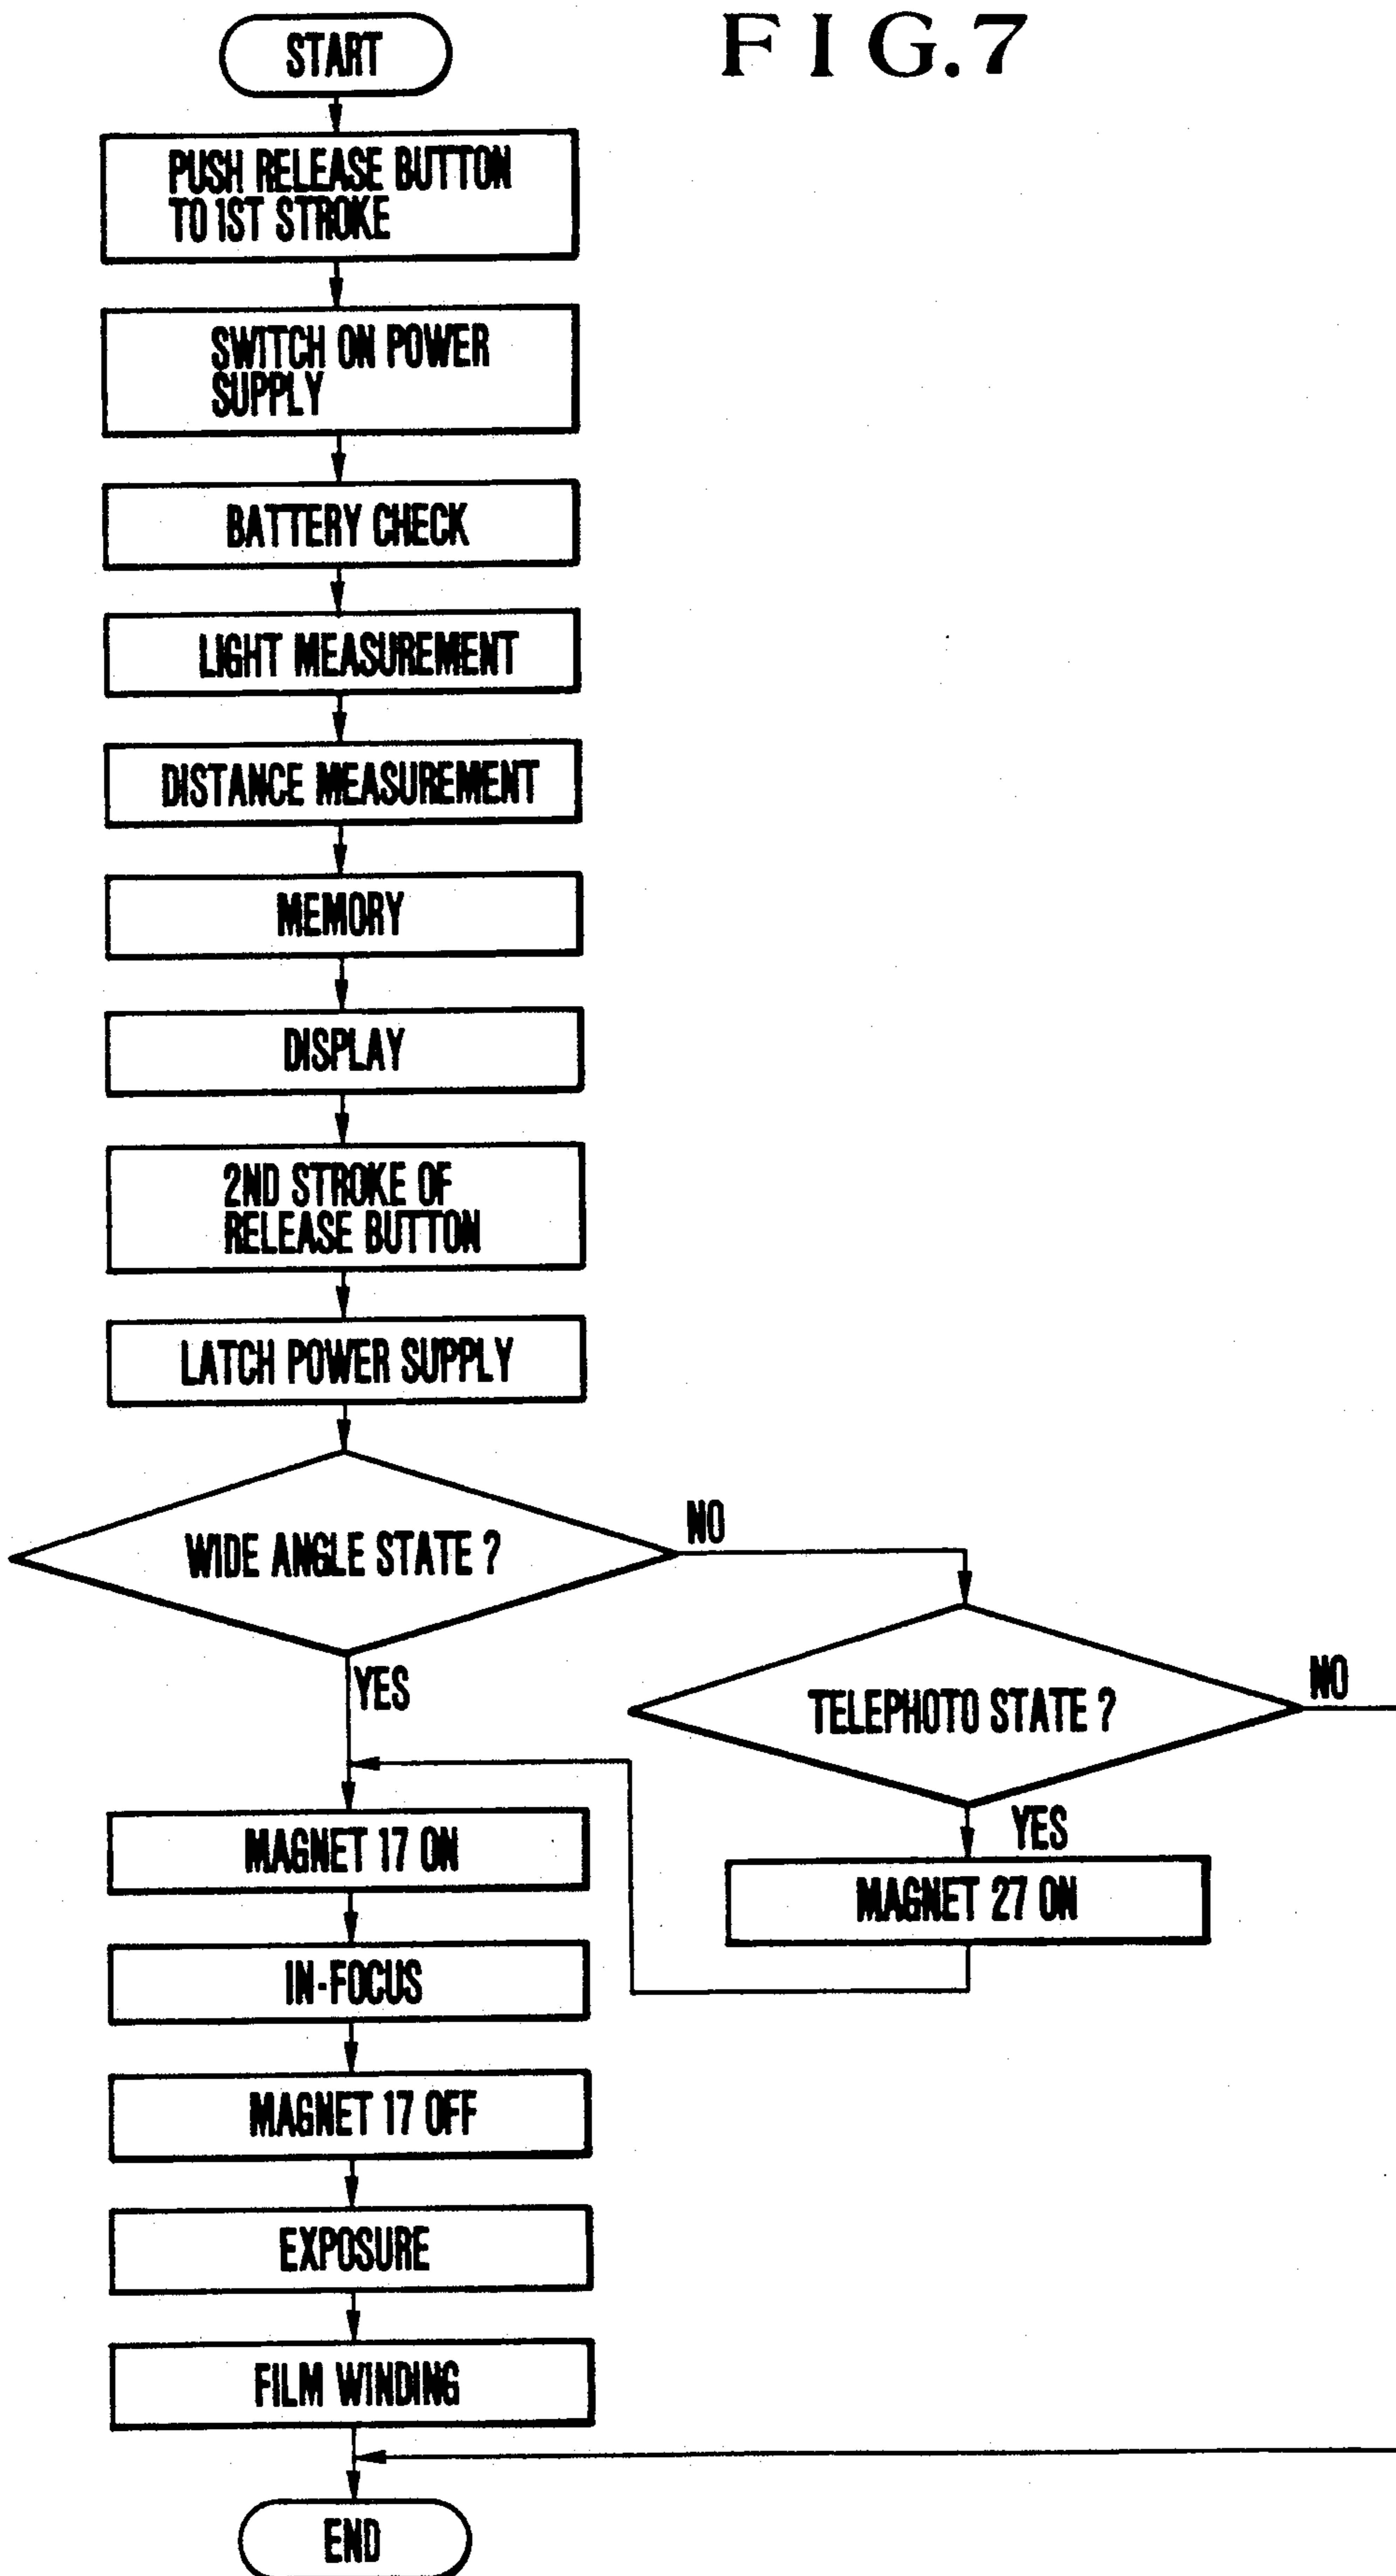 FIG.7
START
PUSH RELEASE BUTTON
TO 1ST STROKE
SWITCH ON POWER
SUPPLY
BATTERY CHECK
LIGHT MEASUREMENT
DISTANCE MEASUREMENT
MEMORY
DISPLAY
2ND STROKE OF
RELEASE BUTTON
LATCH POWER SUPPLY
WIDE ANGLE STATE ?
NO
YES
TELEPHOTO STATE ?
NO
YES
MAGNET 27 ON
MAGNET 17 ON
IN-FOCUS
MAGNET 17 OFF
EXPOSURE
FILM WINDING
END